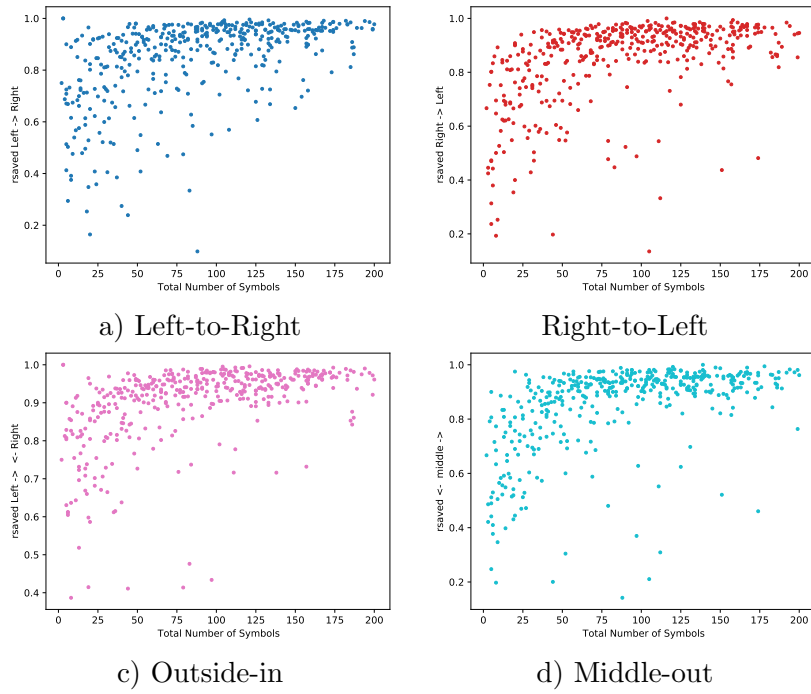 1.0
0.8
0.6
0.4
0.2
rsaved Left -> Right
0 25 50 75 100 125 150 175 200
Total Number of Symbols
a) Left-to-Right
1.0
0.8
0.6
0.4
0.2
rsaved Right -> Left
0 25 50 75 100 125 150 175 200
Total Number of Symbols
Right-to-Left
1.0
0.9
0.8
0.7
0.6
0.5
0.4
rsaved Left -> <- Right
0 25 50 75 100 125 150 175 200
Total Number of Symbols
c) Outside-in
1.0
0.8
0.6
0.4
0.2
rsaved <- middle ->
0 25 50 75 100 125 150 175 200
Total Number of Symbols
d) Middle-out